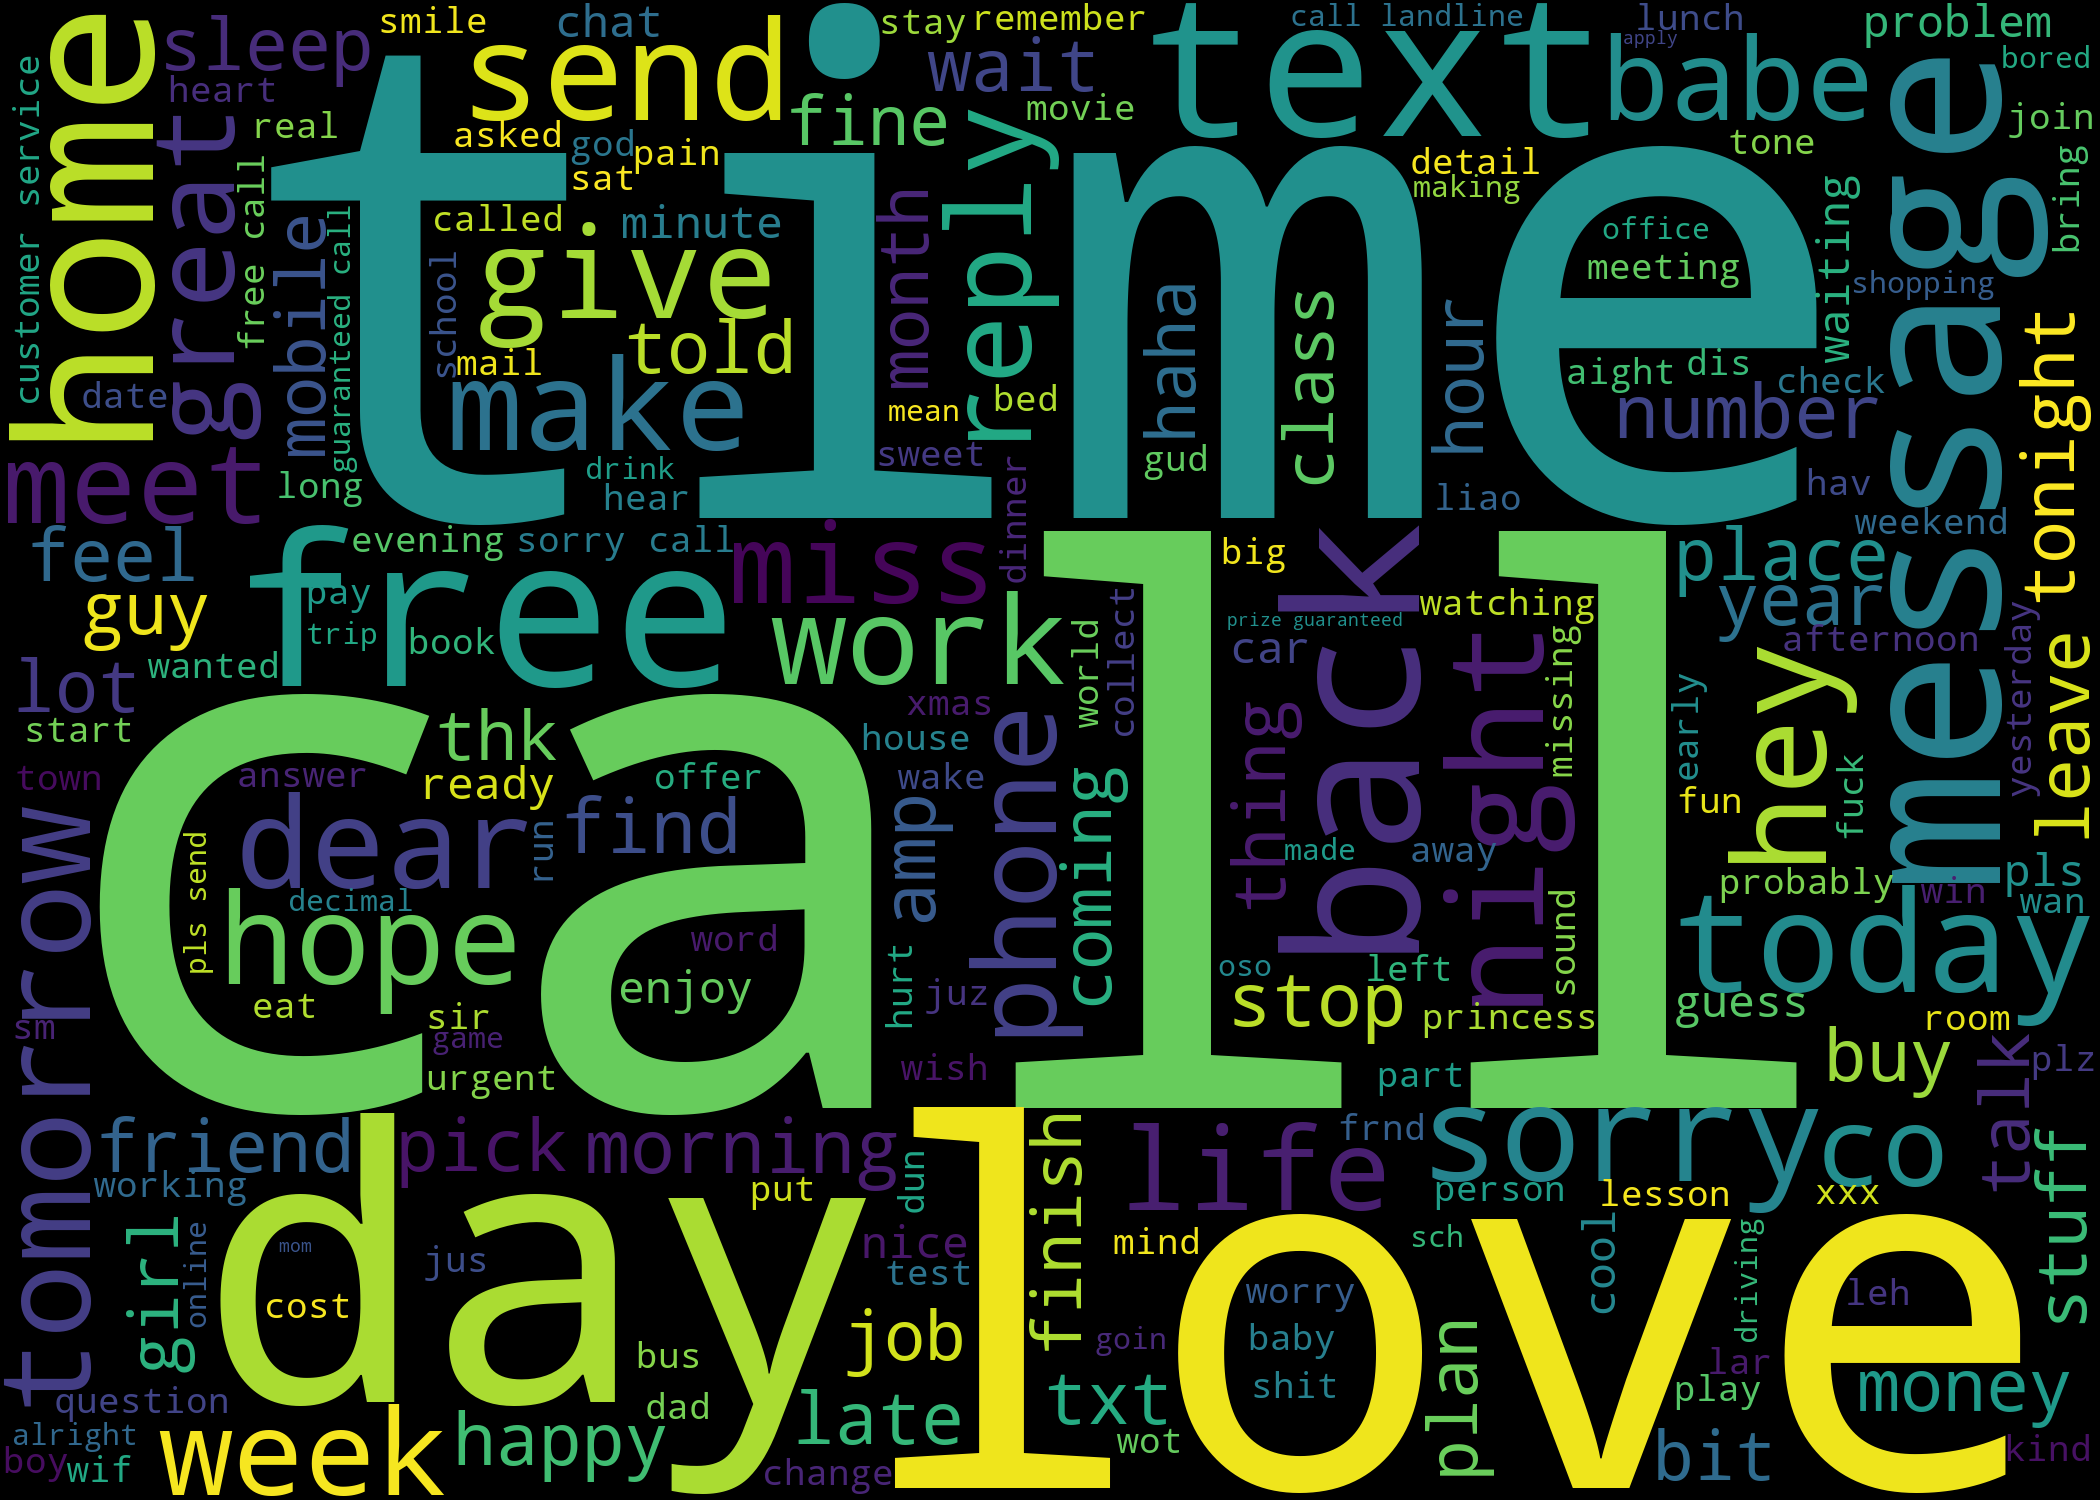 time
call
love
day
home
text
message
free
back
send
babe
sleep
smile
chat
stay
remember
call landline
lunch
apply
problem
bored
join
bring
wait
fine
movie
heart
real
great
customer service
free call
guaranteed call
mobile
asked
god
pain
sat
called
minute
give
told
school
mail
make
month
reply
mean
bed
sweet
haha
gud
class
hour
detail
making
tone
office
meeting
waiting
shopping
aight
dis
check
number
liao
hav
weekend
tonight
leave
date
meet
long
drink
hear
evening
sorry call
miss
dinner
big
watching
place
year
afternoon
yesterday
feel
guy
pay
trip
book
wanted
lot
start
work
world
collect
prize guaranteed
car
missing
night
thing
early
hey
fuck
fun
town
answer
thk
ready
offer
xmas
house
wake
phone
coming
amp
made
away
probably
win
pls
wan
today
tomorrow
dear
find
run
decimal
hope
pls send
word
enjoy
eat
sir
game
urgent
hurt
juz
wish
oso
left
stop
sound
princess
guess
room
buy
plz
talk
part
sm
friend
pick
morning
working
put
dun
finish
life
frnd
sorry
co
person
lesson
xxx
stuff
girl
online
mom
cost
jus
nice
test
mind
sch
cool
driving
worry
baby
shit
leh
lar
play
money
goin
job
bus
dad
question
alright
boy
wif
week
happy
late
change
txt
wot
plan
bit
kind